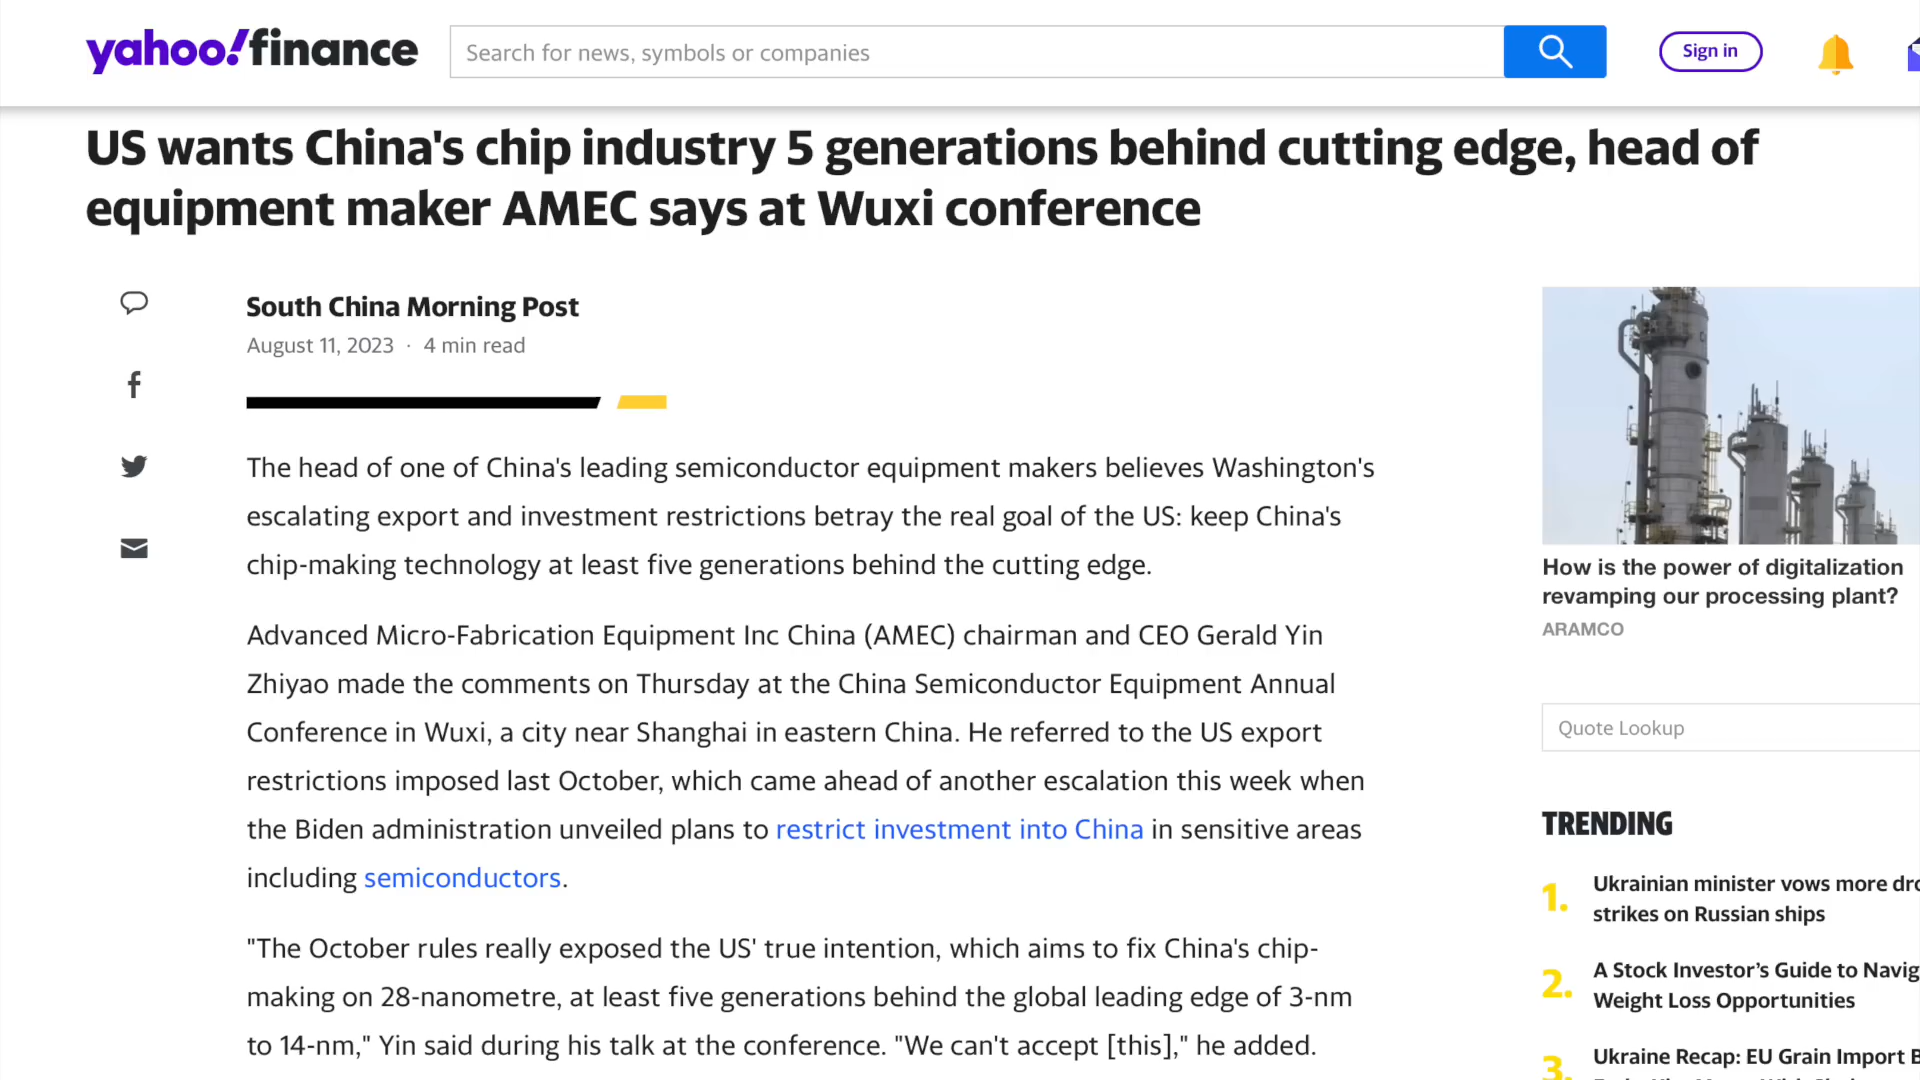 yahoo!finance
Search for news, symbols or companies
Sign in
US wants China's chip industry 5 generations behind cutting edge, head of
equipment maker AMEC says at Wuxi conference
South China Morning Post
August 11, 2023 · 4 min read
The head of one of China's leading semiconductor equipment makers believes Washington's
escalating export and investment restrictions betray the real goal of the US: keep China's
chip-making technology at least five generations behind the cutting edge.
Advanced Micro-Fabrication Equipment Inc China (AMEC) chairman and CEO Gerald Yin
Zhiyao made the comments on Thursday at the China Semiconductor Equipment Annual
Conference in Wuxi, a city near Shanghai in eastern China. He referred to the US export
restrictions imposed last October, which came ahead of another escalation this week when
the Biden administration unveiled plans to restrict investment into China in sensitive areas
including semiconductors.
"The October rules really exposed the US' true intention, which aims to fix China's chip-
making on 28-nanometre, at least five generations behind the global leading edge of 3-nm
to 14-nm," Yin said during his talk at the conference. "We can't accept [this]," he added.
How is the power of digitalization
revamping our processing plant?
ARAMCO
Quote Lookup
TRENDING
1. Ukrainian minister vows more
strikes on Russian ships
2. A Stock Investor's Guide to
Weight Loss Opportunities
3. Ukraine Recap: EU Grain Import